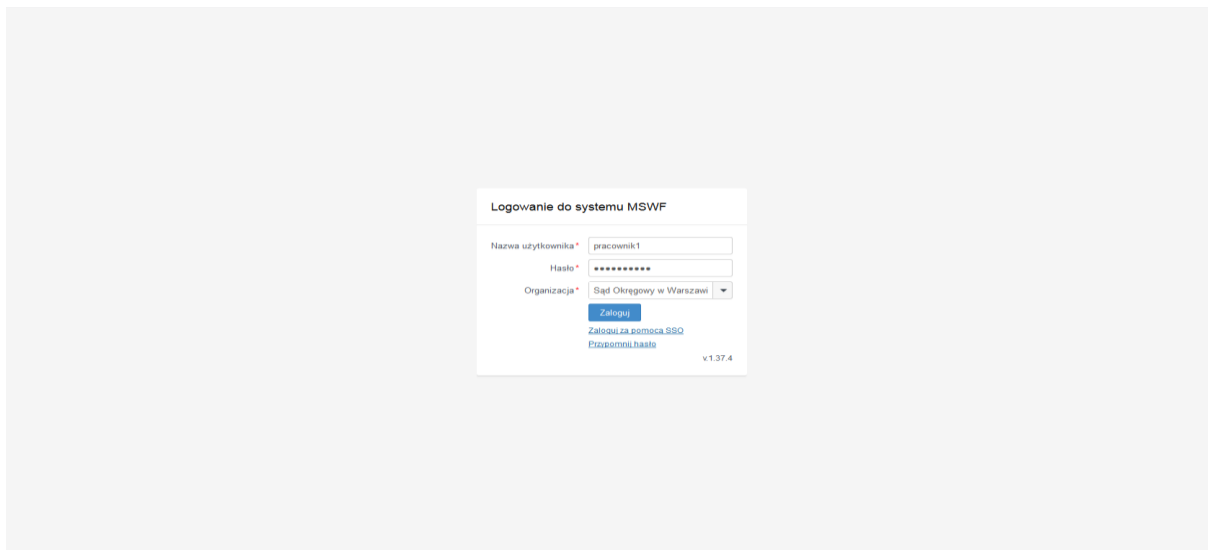 Logowanie do systemu MSWF
Nazwa użytkownika * pracownik1
Hasło * ••••••••••
Organizacja * Sąd Okręgowy w Warszawi
Zaloguj
Zaloguj za pomocą SSO
Przypomnij hasło
v.1.37.4